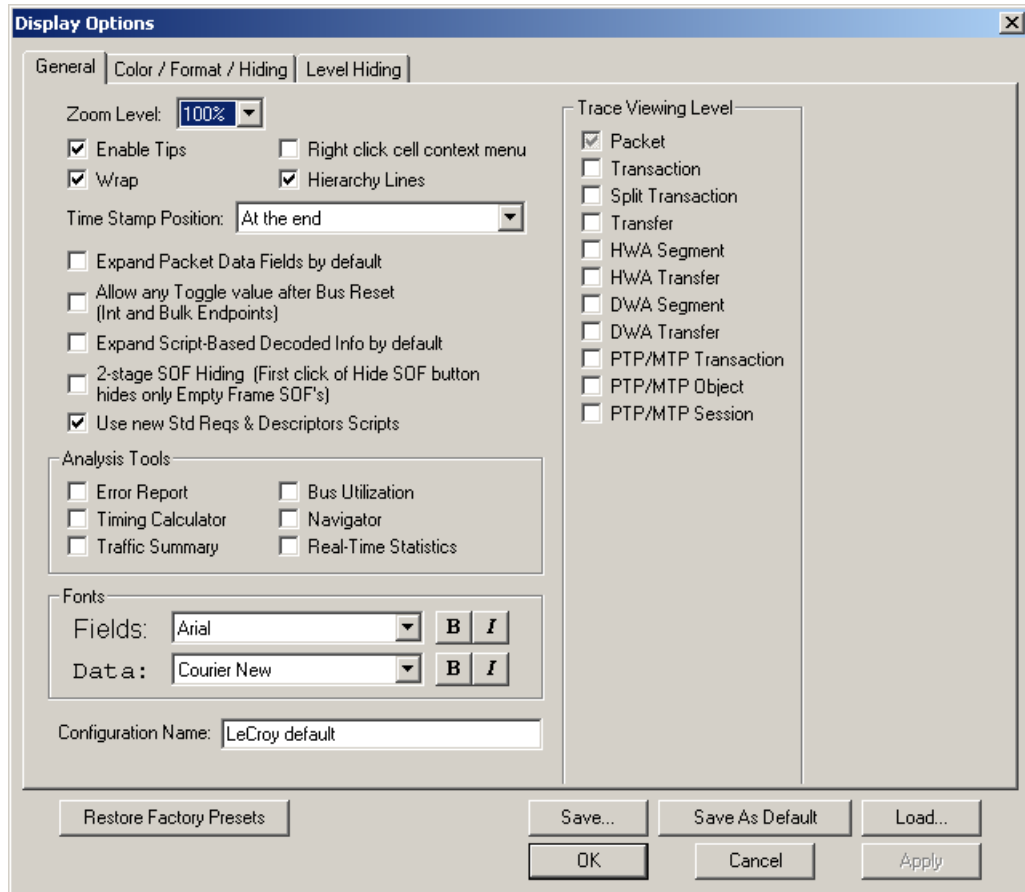 Display Options
General
Color / Format / Hiding
Level Hiding
Zoom Level: 100%
Enable Tips
Right click cell context menu
Wrap
Hierarchy Lines
Time Stamp Position: At the end
Expand Packet Data Fields by default
Allow any Toggle value after Bus Reset
(Int and Bulk Endpoints)
Expand Script-Based Decoded Info by default
2-stage SOF Hiding (First click of Hide SOF button
hides only Empty Frame SOF's)
Use new Std Reqs & Descriptors Scripts
Analysis Tools
Error Report
Bus Utilization
Timing Calculator
Navigator
Traffic Summary
Real-Time Statistics
Fonts
Fields: Arial B I
Data: Courier New B I
Configuration Name: LeCroy default
Trace Viewing Level
Packet
Transaction
Split Transaction
Transfer
HWA Segment
HWA Transfer
DWA Segment
DWA Transfer
PTP/MTP Transaction
PTP/MTP Object
PTP/MTP Session
Restore Factory Presets
Save...
Save As Default
Load...
OK
Cancel
Apply